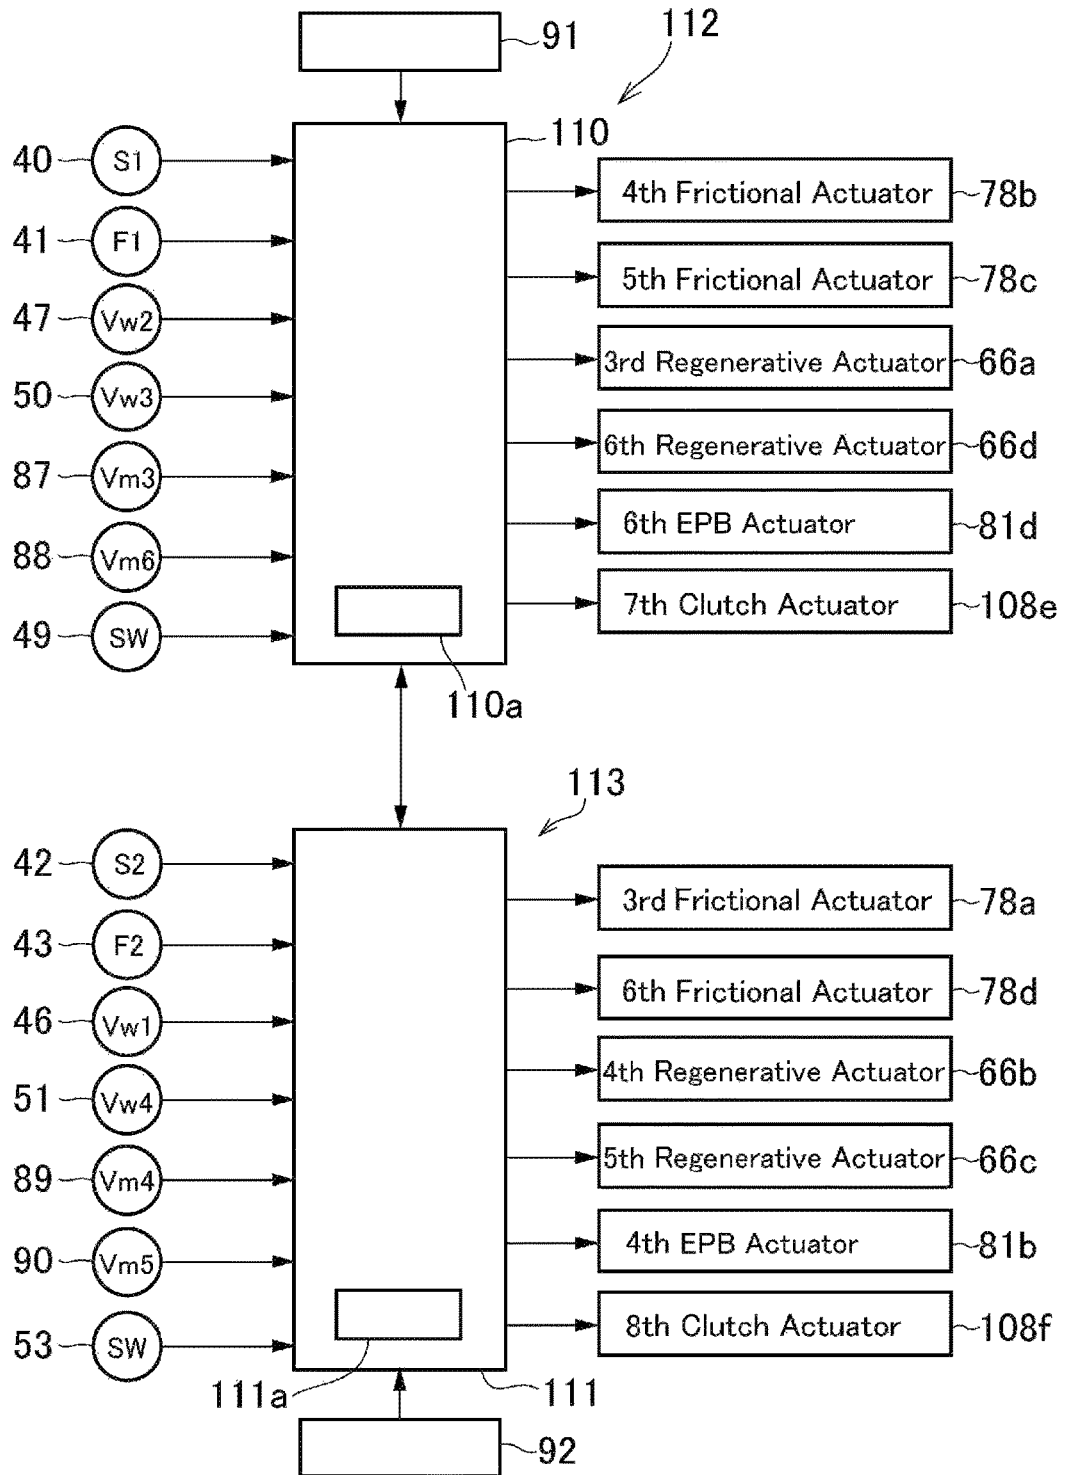 91
112
110
40 S1
4th Frictional Actuator 78b
41 F1
5th Frictional Actuator 78c
47 Vw2
3rd Regenerative Actuator 66a
50 Vw3
6th Regenerative Actuator 66d
87 Vm3
6th EPB Actuator 81d
88 Vm6
7th Clutch Actuator 108e
49 SW
110a
113
42 S2
3rd Frictional Actuator 78a
43 F2
6th Frictional Actuator 78d
46 Vw1
4th Regenerative Actuator 66b
51 Vw4
5th Regenerative Actuator 66c
89 Vm4
4th EPB Actuator 81b
90 Vm5
8th Clutch Actuator 108f
53 SW
111a 111
92